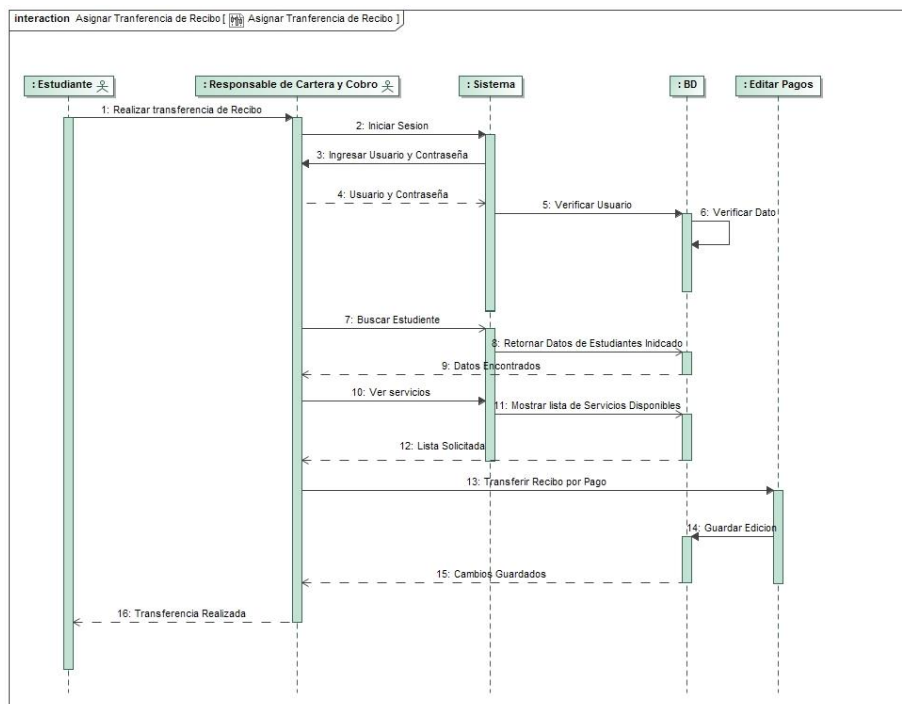 interaction Asignar Tranferencia de Recibo [ Asignar Tranferencia de Recibo ]
: Estudiante
: Responsable de Cartera y Cobro
: Sistema
: BD
: Editar Pagos
1: Realizar transferencia de Recibo
2: Iniciar Sesion
3: Ingresar Usuario y Contraseña
4: Usuario y Contraseña
5: Verificar Usuario
6: Verificar Dato
7: Buscar Estudiente
8: Retornar Datos de Estudiantes Inidcado
9: Datos Encontrados
10: Ver servicios
11: Mostrar lista de Servicios Disponibles
12: Lista Solicitada
13: Transferir Recibo por Pago
14: Guardar Edicion
15: Cambios Guardados
16: Transferencia Realizada